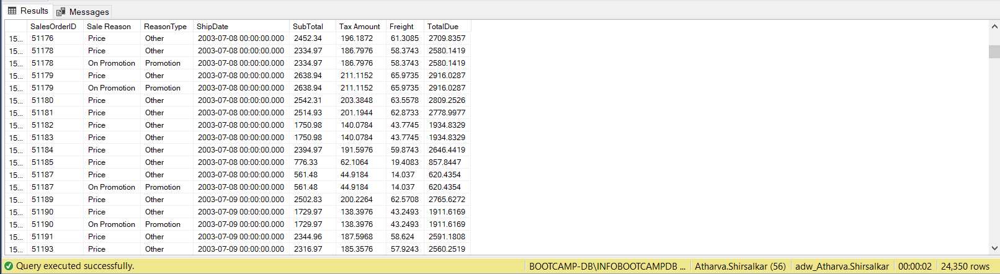 Results Messages
SalesOrderID Sale Reason ReasonType ShipDate SubTotal Tax Amount Freight TotalDue
15... 51176 Price Other 2003-07-08 00:00:00.000 2452.34 196.1872 61.3085 2709.8357
15... 51178 Price Other 2003-07-08 00:00:00.000 2334.97 186.7976 58.3743 2580.1419
15... 51178 On Promotion Promotion 2003-07-08 00:00:00.000 2334.97 186.7976 58.3743 2580.1419
15... 51179 Price Other 2003-07-08 00:00:00.000 2638.94 211.1152 65.9735 2916.0287
15... 51179 On Promotion Promotion 2003-07-08 00:00:00.000 2638.94 211.1152 65.9735 2916.0287
15... 51180 Price Other 2003-07-08 00:00:00.000 2542.31 203.3848 63.5578 2809.2526
15... 51181 Price Other 2003-07-08 00:00:00.000 2514.93 201.1944 62.8733 2778.9977
15... 51182 Price Other 2003-07-08 00:00:00.000 1750.98 140.0784 43.7745 1934.8329
15... 51183 Price Other 2003-07-08 00:00:00.000 1750.98 140.0784 43.7745 1934.8329
15... 51184 Price Other 2003-07-08 00:00:00.000 2394.97 191.5976 59.8743 2646.4419
15... 51185 Price Other 2003-07-08 00:00:00.000 776.33 62.1064 19.4083 857.8447
15... 51187 Price Other 2003-07-08 00:00:00.000 561.48 44.9184 14.037 620.4354
15... 51187 On Promotion Promotion 2003-07-08 00:00:00.000 561.48 44.9184 14.037 620.4354
15... 51189 Price Other 2003-07-09 00:00:00.000 2502.83 200.2264 62.5708 2765.6272
15... 51190 Price Other 2003-07-09 00:00:00.000 1729.97 138.3976 43.2493 1911.6169
15... 51190 On Promotion Promotion 2003-07-09 00:00:00.000 1729.97 138.3976 43.2493 1911.6169
15... 51191 Price Other 2003-07-09 00:00:00.000 2344.96 187.5968 58.624 2591.1808
15... 51193 Price Other 2003-07-09 00:00:00.000 2316.97 185.3576 57.9243 2560.2519
Query executed successfully. BOOTCAMP-DB\INFOBOOTCAMPDB ... Atharva.Shirsalkar (56) adw_Atharva.Shirsalkar 00:00:02 24,350 rows